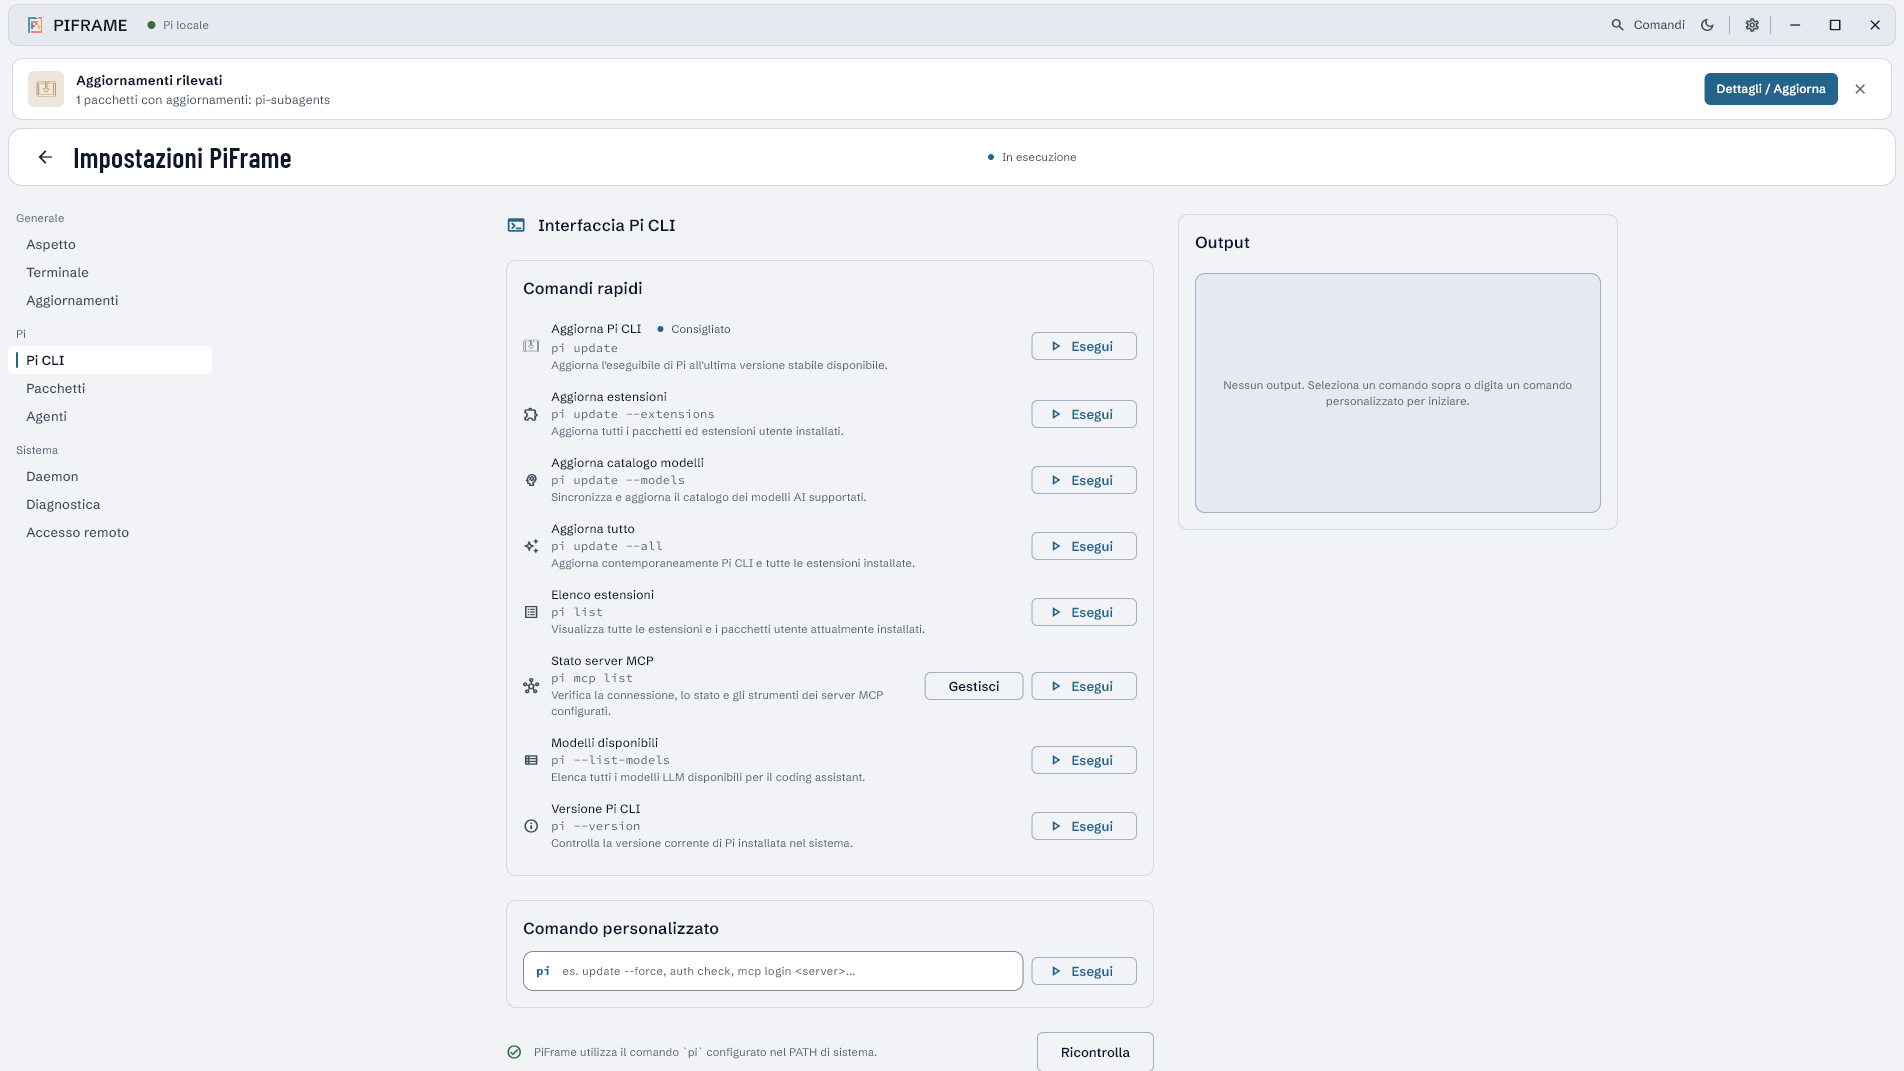 PIFRAME
Pi locale
Comandi
Aggiornamenti rilevati
1 pacchetti con aggiornamenti: pi-subagents
Dettagli / Aggiorna
Impostazioni PiFrame
In esecuzione
Generale
Aspetto
Terminale
Aggiornamenti
Pi
Pi CLI
Pacchetti
Agenti
Sistema
Daemon
Diagnostica
Accesso remoto
Interfaccia Pi CLI
Comandi rapidi
Aggiorna Pi CLI
Consigliato
pi update
Aggiorna l'eseguibile di Pi all'ultima versione stabile disponibile.
Esegui
Aggiorna estensioni
pi update --extensions
Aggiorna tutti i pacchetti ed estensioni utente installati.
Esegui
Aggiorna catalogo modelli
pi update --models
Sincronizza e aggiorna il catalogo dei modelli AI supportati.
Esegui
Aggiorna tutto
pi update --all
Aggiorna contemporaneamente Pi CLI e tutte le estensioni installate.
Esegui
Elenco estensioni
pi list
Visualizza tutte le estensioni e i pacchetti utente attualmente installati.
Esegui
Stato server MCP
pi mcp list
Verifica la connessione, lo stato e gli strumenti dei server MCP
configurati.
Gestisci
Esegui
Modelli disponibili
pi --list-models
Elenca tutti i modelli LLM disponibili per il coding assistant.
Esegui
Versione Pi CLI
pi --version
Controlla la versione corrente di Pi installata nel sistema.
Esegui
Comando personalizzato
pi es. update --force, auth check, mcp login <server>...
Esegui
PiFrame utilizza il comando `pi` configurato nel PATH di sistema.
Ricontrolla
Output
Nessun output. Seleziona un comando sopra o digita un comando
personalizzato per iniziare.